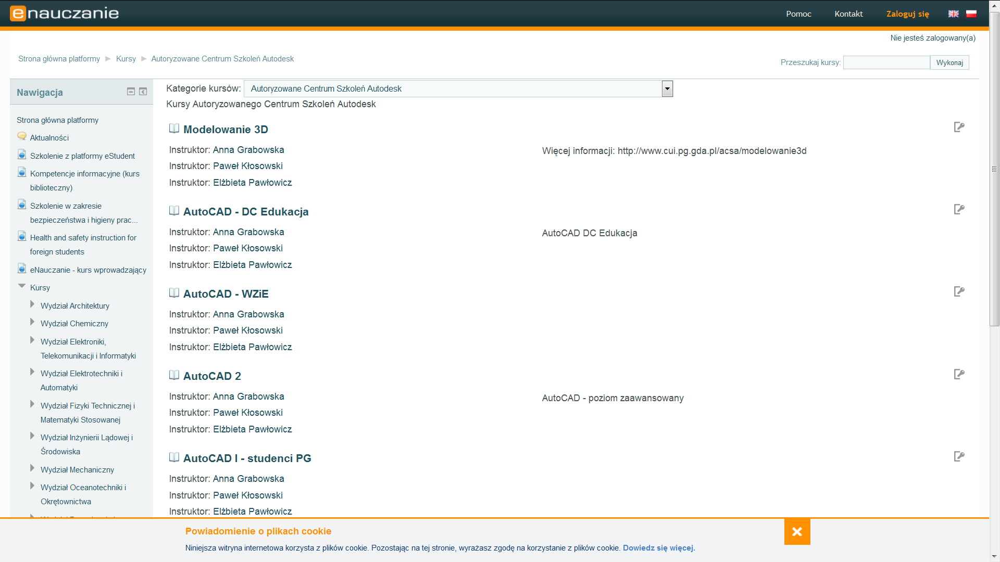 enauczanie
Pomoc
Kontakt
Zaloguj się
Nie jesteś zalogowany(a)
Strona główna platformy
Kursy
Autoryzowane Centrum Szkoleń Autodesk
Przeszukaj kursy:
Wykonaj
Nawigacja
Strona główna platformy
Aktualności
Szkolenie z platformy eStudent
Kompetencje informacyjne (kurs
biblioteczny)
Szkolenie w zakresie
bezpieczeństwa i higieny prac...
Health and safety instruction for
foreign students
eNauczanie - kurs wprowadzający
Kursy
Wydział Architektury
Wydział Chemiczny
Wydział Elektroniki,
Telekomunikacji i Informatyki
Wydział Elektrotechniki i
Automatyki
Wydział Fizyki Technicznej i
Matematyki Stosowanej
Wydział Inżynierii Lądowej i
Środowiska
Wydział Mechaniczny
Wydział Oceanotechniki i
Okrętownictwa
Kategorie kursów:
Autoryzowane Centrum Szkoleń Autodesk
Kursy Autoryzowanego Centrum Szkoleń Autodesk
Modelowanie 3D
Instruktor: Anna Grabowska
Instruktor: Paweł Kłosowski
Instruktor: Elżbieta Pawłowicz
Więcej informacji: http://www.cui.pg.gda.pl/acsa/modelowanie3d
AutoCAD - DC Edukacja
Instruktor: Anna Grabowska
Instruktor: Paweł Kłosowski
Instruktor: Elżbieta Pawłowicz
AutoCAD DC Edukacja
AutoCAD - WZiE
Instruktor: Anna Grabowska
Instruktor: Paweł Kłosowski
Instruktor: Elżbieta Pawłowicz
AutoCAD 2
Instruktor: Anna Grabowska
Instruktor: Paweł Kłosowski
Instruktor: Elżbieta Pawłowicz
AutoCAD - poziom zaawansowany
AutoCAD I - studenci PG
Instruktor: Anna Grabowska
Instruktor: Paweł Kłosowski
Instruktor: Elżbieta Pawłowicz
Powiadomienie o plikach cookie
Niniejsza witryna internetowa korzysta z plików cookie. Pozostając na tej stronie, wyrażasz zgodę na korzystanie z plików cookie. Dowiedz się więcej.